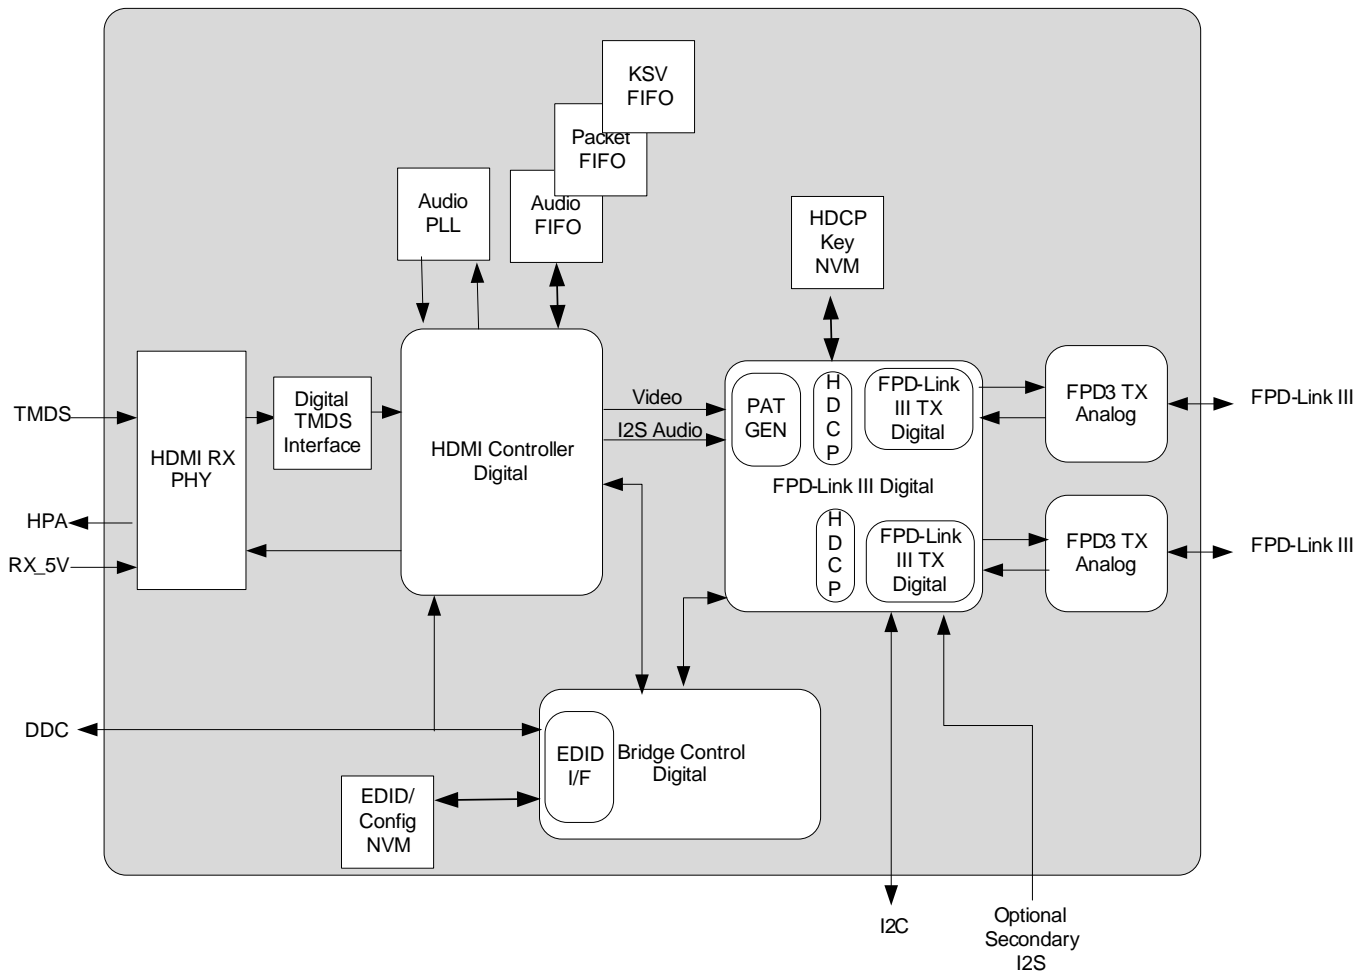 KSV
FIFO
Packet
FIFO
Audio
PLL
Audio
FIFO
HDCP
Key
NVM
TMDS
HPA
RX_5V
HDMI RX
PHY
Digital
TMDS
Interface
HDMI Controller
Digital
Video
I2S Audio
PAT
GEN
H
D
C
P
FPD-Link
III TX
Digital
FPD-Link III Digital
H
D
C
P
FPD-Link
III TX
Digital
FPD3 TX
Analog
FPD-Link III
FPD3 TX
Analog
FPD-Link III
DDC
EDID
I/F
Bridge Control
Digital
EDID/
Config
NVM
I2C
Optional
Secondary
I2S